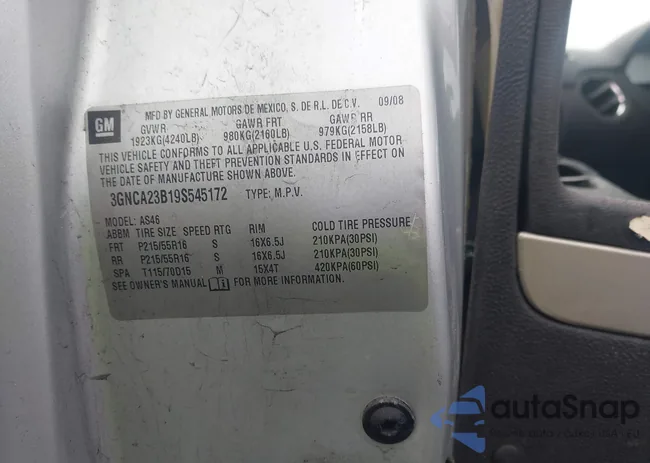 MFD BY GENERAL MOTORS DE MEXICO, S. DE R.L. DE C.V. 09/08
GM
GVWR GAWR FRT GAWR RR
1923KG(4240LB) 980KG(2160LB) 979KG(2158LB)
THIS VEHICLE CONFORMS TO ALL APPLICABLE U.S. FEDERAL MOTOR
VEHICLE SAFETY AND THEFT PREVENTION STANDARDS IN EFFECT ON
THE DATE OF MANUFACTURE SHOWN ABOVE.
3GNCA23B19S545172 TYPE: M.P.V.
MODEL: AS46
ABBM TIRE SIZE SPEED RTG RIM COLD TIRE PRESSURE
FRT P215/55R16 S 16X6.5J 210KPA(30PSI)
RR P215/55R16 S 16X6.5J 210KPA(30PSI)
SPA T115/70D15 M 15X4T 420KPA(60PSI)
SEE OWNER'S MANUAL FOR MORE INFORMATION.
autaSnap